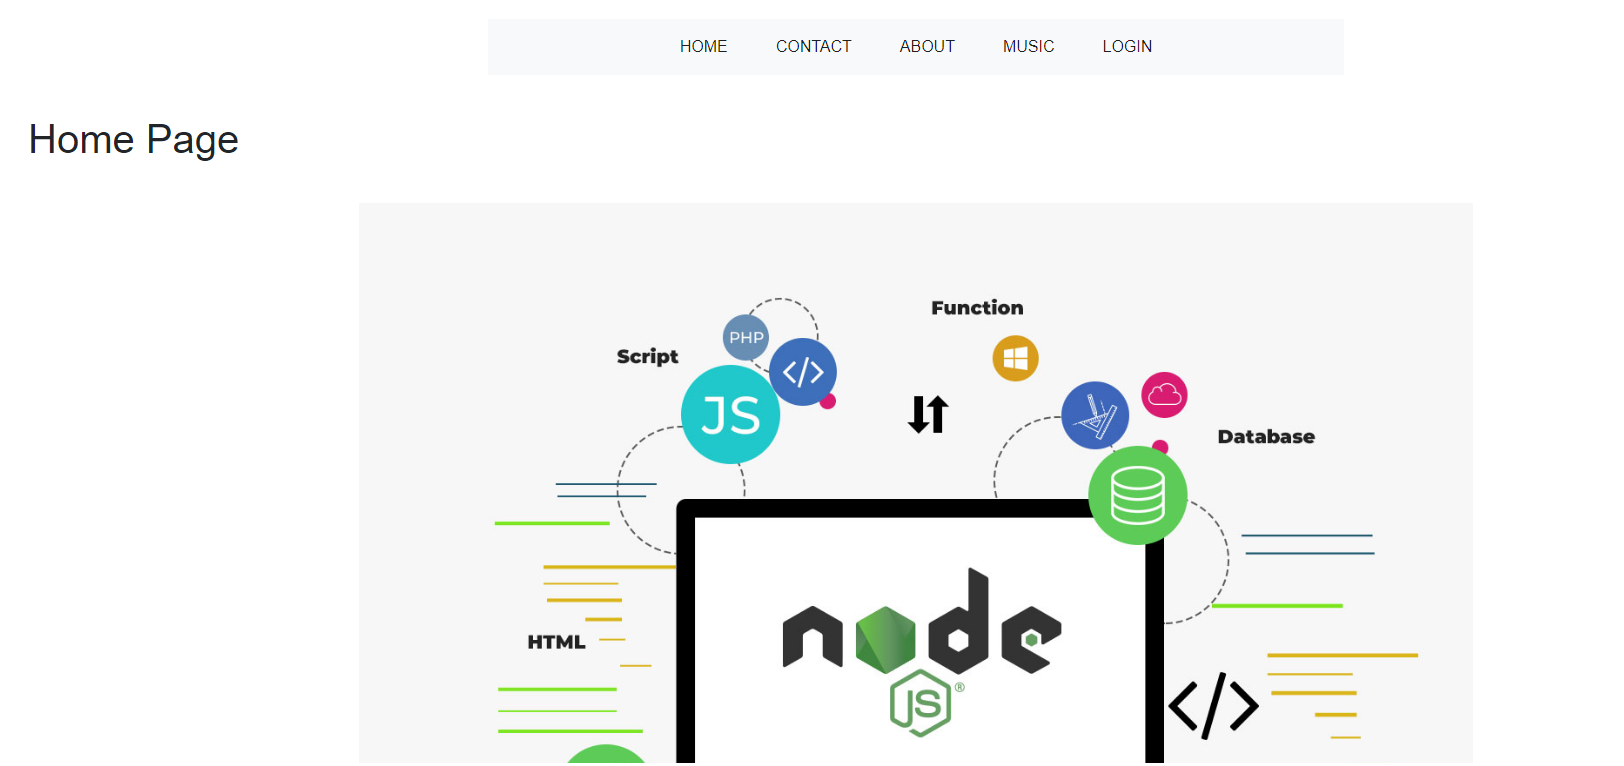 HOME CONTACT ABOUT MUSIC LOGIN
Home Page
Function
PHP
Script
</>
JS
Database
node
JS®
HTML
</>